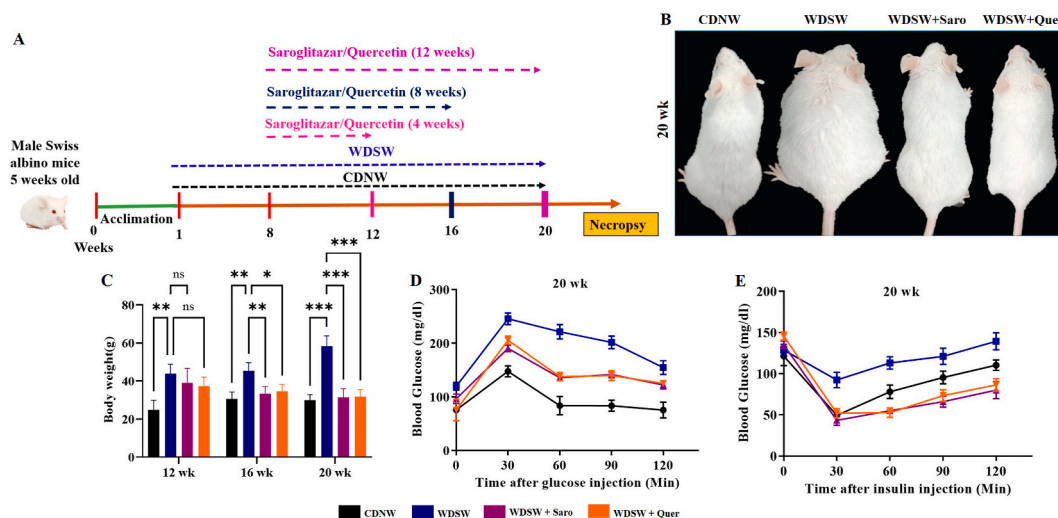 A
Saroglitazar/Quercetin (12 weeks)
Saroglitazar/Quercetin (8 weeks)
Saroglitazar/Quercetin (4 weeks)
WDSW
CDNW
Male Swiss
albino mice
5 weeks old
Acclimation
0
1
8
12
16
20
Weeks
Necropsy
B
CDNW
WDSW
WDSW+Saro
WDSW+Quer
20 wk
C
Body weight(g)
80
60
40
20
0
**
ns
ns
**
**
*
***
***
***
12 wk
16 wk
20 wk
D
20 wk
Blood Glucose (mg/dl)
300
200
100
0
0
30
60
90
120
Time after glucose injection (Min)
E
20 wk
Blood Glucose (mg/dl)
200
150
100
50
0
0
30
60
90
120
Time after insulin injection (Min)
CDNW
WDSW
WDSW + Saro
WDSW + Quer